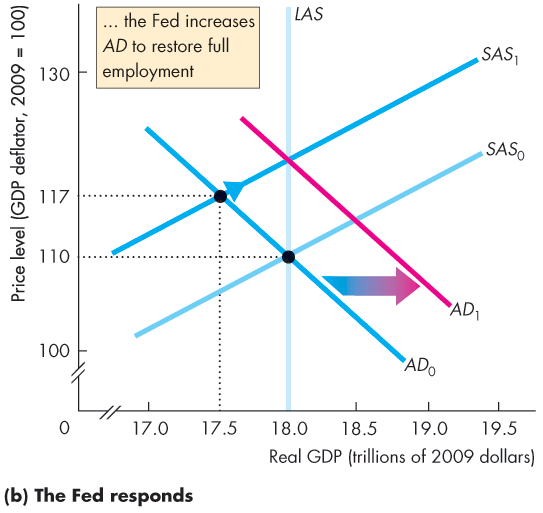 ... the Fed increases
AD to restore full
employment
LAS
SAS1
SAS0
AD1
AD0
Price level (GDP deflator, 2009 = 100)
130
117
110
100
0
17.0
17.5
18.0
18.5
19.0
19.5
Real GDP (trillions of 2009 dollars)
(b) The Fed responds